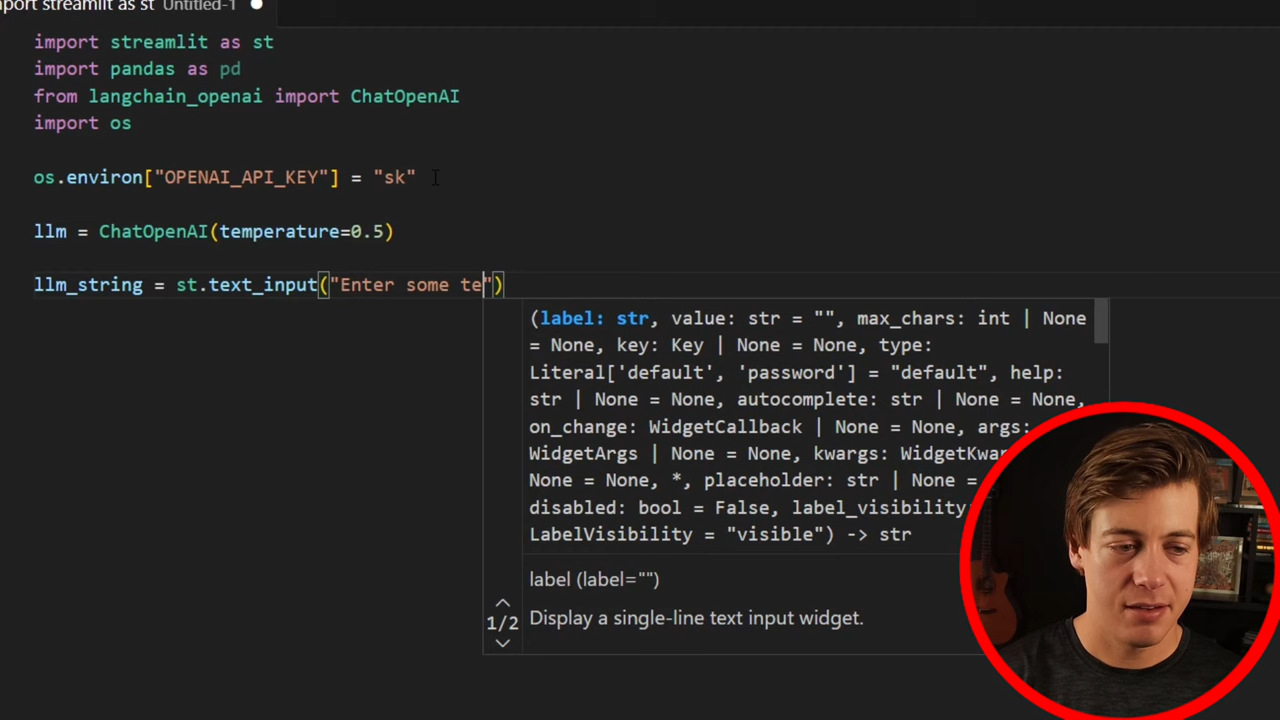 mport streamlit as st Untitled-1
import streamlit as st
import pandas as pd
from langchain_openai import ChatOpenAI
import os
os.environ["OPENAI_API_KEY"] = "sk"
llm = ChatOpenAI(temperature=0.5)
llm_string = st.text_input("Enter some te")
(label: str, value: str = "", max_chars: int | None
= None, key: Key | None = None, type:
Literal['default', 'password'] = "default", help:
str | None = None, autocomplete: str | None = None,
on_change: WidgetCallback | None = None, args:
WidgetArgs | None = None, kwargs: WidgetKwar
None = None, *, placeholder: str | None =
disabled: bool = False, label_visibility:
LabelVisibility = "visible") -> str
label (label="")
1/2 Display a single-line text input widget.